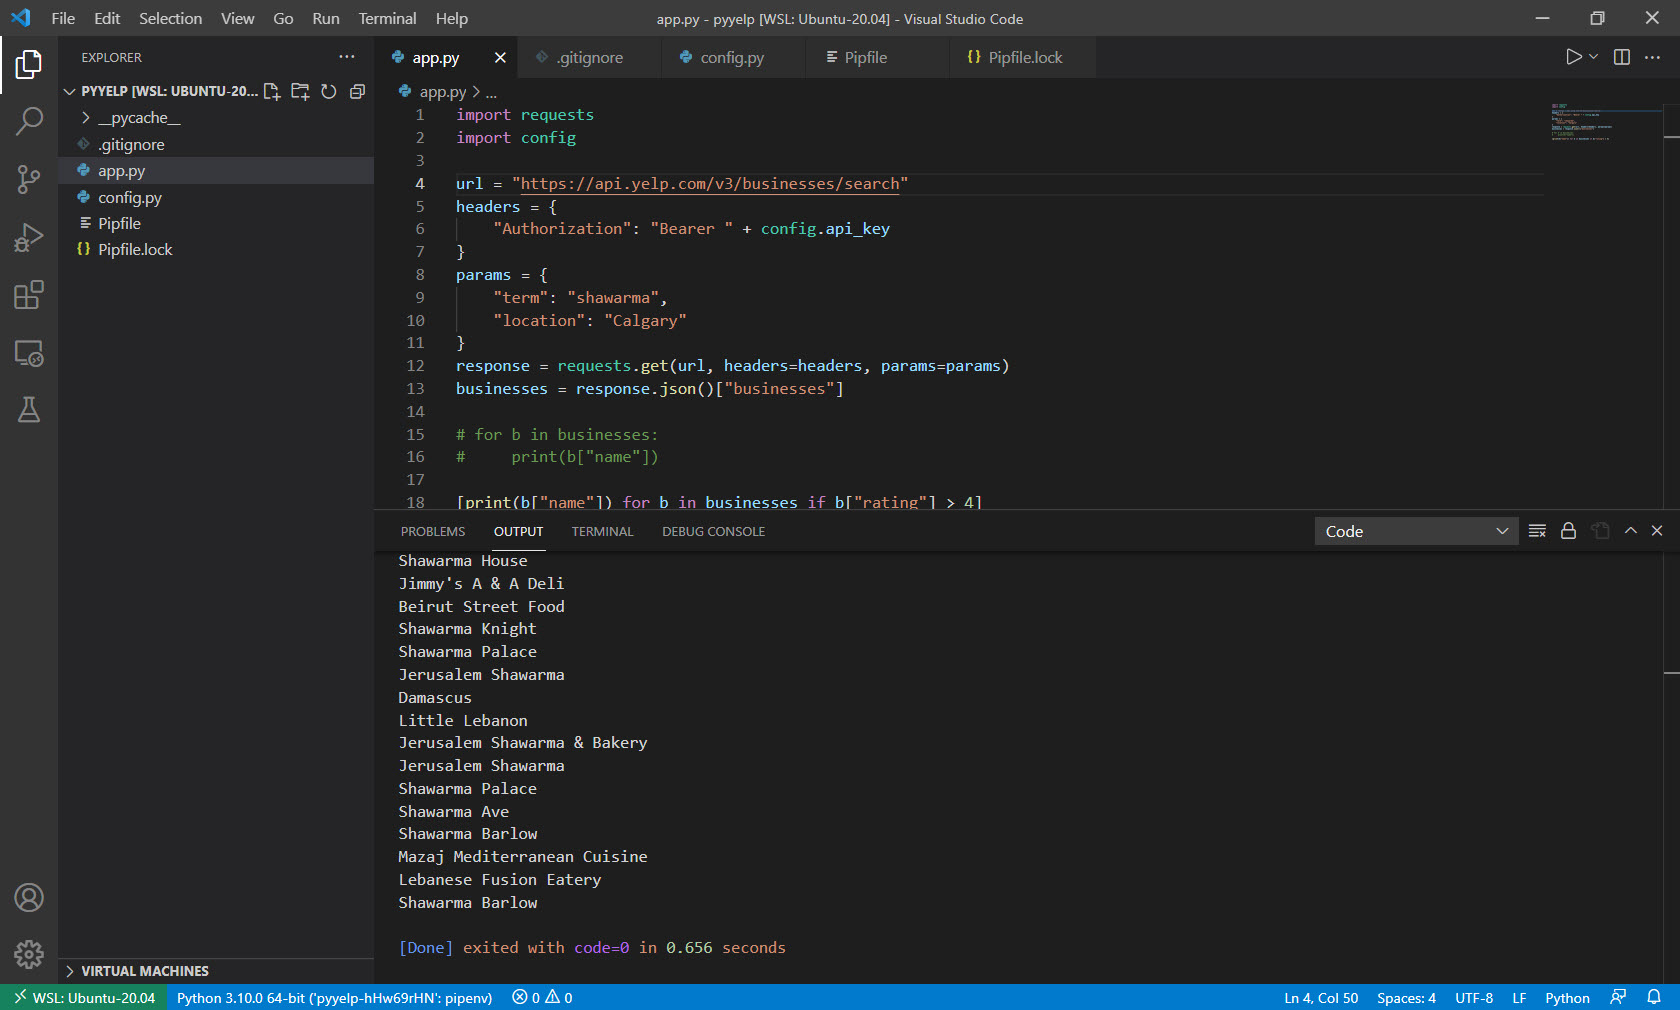 File Edit Selection View Go Run Terminal Help
app.py - pyyelp [WSL: Ubuntu-20.04] - Visual Studio Code
EXPLORER
PYYELP [WSL: UBUNTU-20...
__pycache__
.gitignore
app.py
config.py
Pipfile
Pipfile.lock
VIRTUAL MACHINES
app.py .gitignore config.py Pipfile Pipfile.lock
app.py > ...
1 import requests
2 import config
3
4 url = "https://api.yelp.com/v3/businesses/search"
5 headers = {
6     "Authorization": "Bearer " + config.api_key
7 }
8 params = {
9     "term": "shawarma",
10     "location": "Calgary"
11 }
12 response = requests.get(url, headers=headers, params=params)
13 businesses = response.json()["businesses"]
14
15 # for b in businesses:
16 #     print(b["name"])
17
18 [print(b["name"]) for b in businesses if b["rating"] > 4]
PROBLEMS OUTPUT TERMINAL DEBUG CONSOLE
Code
Shawarma House
Jimmy's A & A Deli
Beirut Street Food
Shawarma Knight
Shawarma Palace
Jerusalem Shawarma
Damascus
Little Lebanon
Jerusalem Shawarma & Bakery
Jerusalem Shawarma
Shawarma Palace
Shawarma Ave
Shawarma Barlow
Mazaj Mediterranean Cuisine
Lebanese Fusion Eatery
Shawarma Barlow
[Done] exited with code=0 in 0.656 seconds
WSL: Ubuntu-20.04 Python 3.10.0 64-bit ('pyyelp-hHw69rHN': pipenv) 0 0 Ln 4, Col 50 Spaces: 4 UTF-8 LF Python